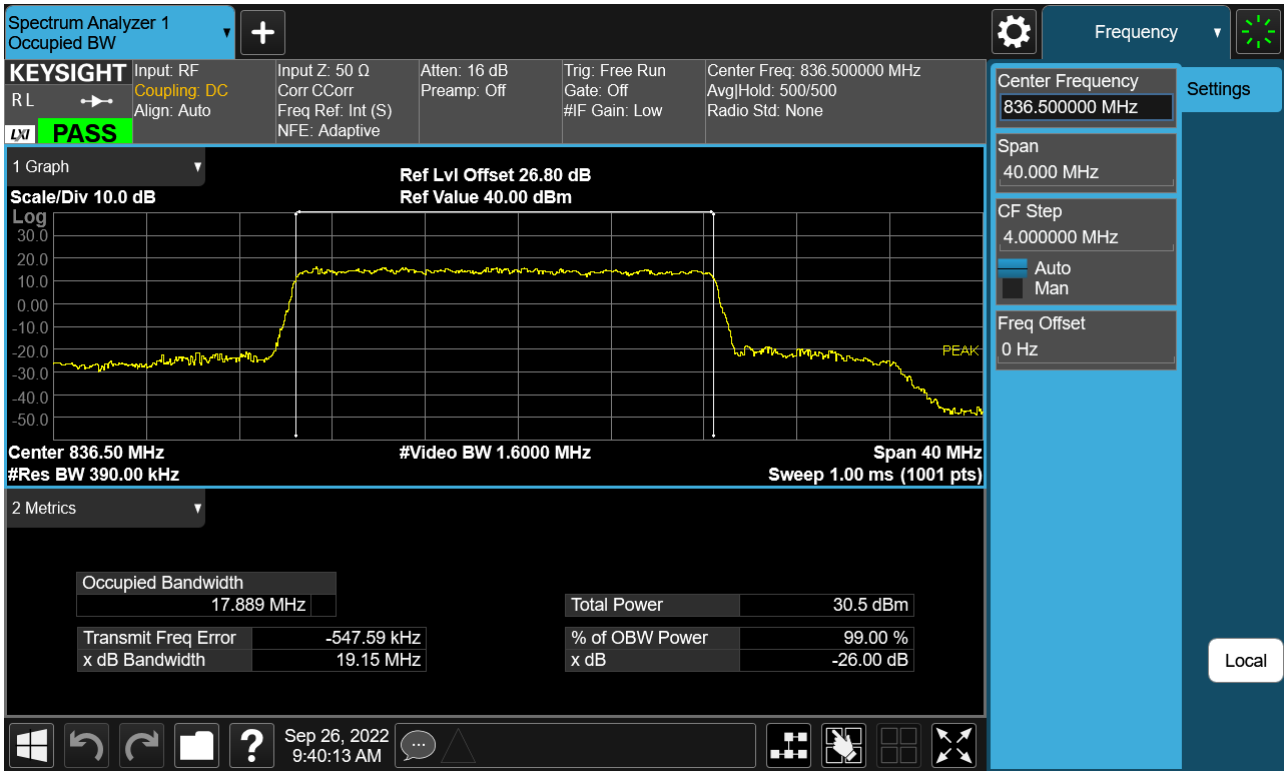 Spectrum Analyzer 1
Occupied BW
Frequency
KEYSIGHT
R L
LXI
PASS
Input: RF
Coupling: DC
Align: Auto
Input Z: 50 Ω
Corr CCorr
Freq Ref: Int (S)
NFE: Adaptive
Atten: 16 dB
Preamp: Off
Trig: Free Run
Gate: Off
#IF Gain: Low
Center Freq: 836.500000 MHz
Avg|Hold: 500/500
Radio Std: None
Center Frequency
836.500000 MHz
Settings
Span
40.000 MHz
CF Step
4.000000 MHz
Auto
Man
Freq Offset
0 Hz
1 Graph
Scale/Div 10.0 dB
Ref Lvl Offset 26.80 dB
Ref Value 40.00 dBm
Log
30.0
20.0
10.0
0.00
-10.0
-20.0
-30.0
-40.0
-50.0
PEAK
Center 836.50 MHz
#Res BW 390.00 kHz
#Video BW 1.6000 MHz
Span 40 MHz
Sweep 1.00 ms (1001 pts)
2 Metrics
Occupied Bandwidth
17.889 MHz
Transmit Freq Error -547.59 kHz
x dB Bandwidth 19.15 MHz
Total Power 30.5 dBm
% of OBW Power 99.00 %
x dB -26.00 dB
Local
?
Sep 26, 2022
9:40:13 AM